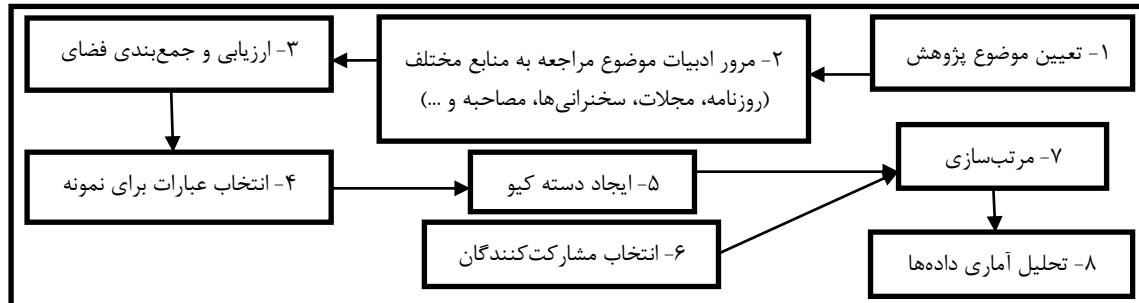 ۱- تعیین موضوع پژوهش
۲- مرور ادبیات موضوع مراجعه به منابع مختلف
(روزنامه، مجلات، سخنرانی‌ها، مصاحبه و ...)
۳- ارزیابی و جمع‌بندی فضای
۴- انتخاب عبارات برای نمونه
۵- ایجاد دسته کیو
۶- انتخاب مشارکت‌کنندگان
۷- مرتب‌سازی
۸- تحلیل آماری داده‌ها